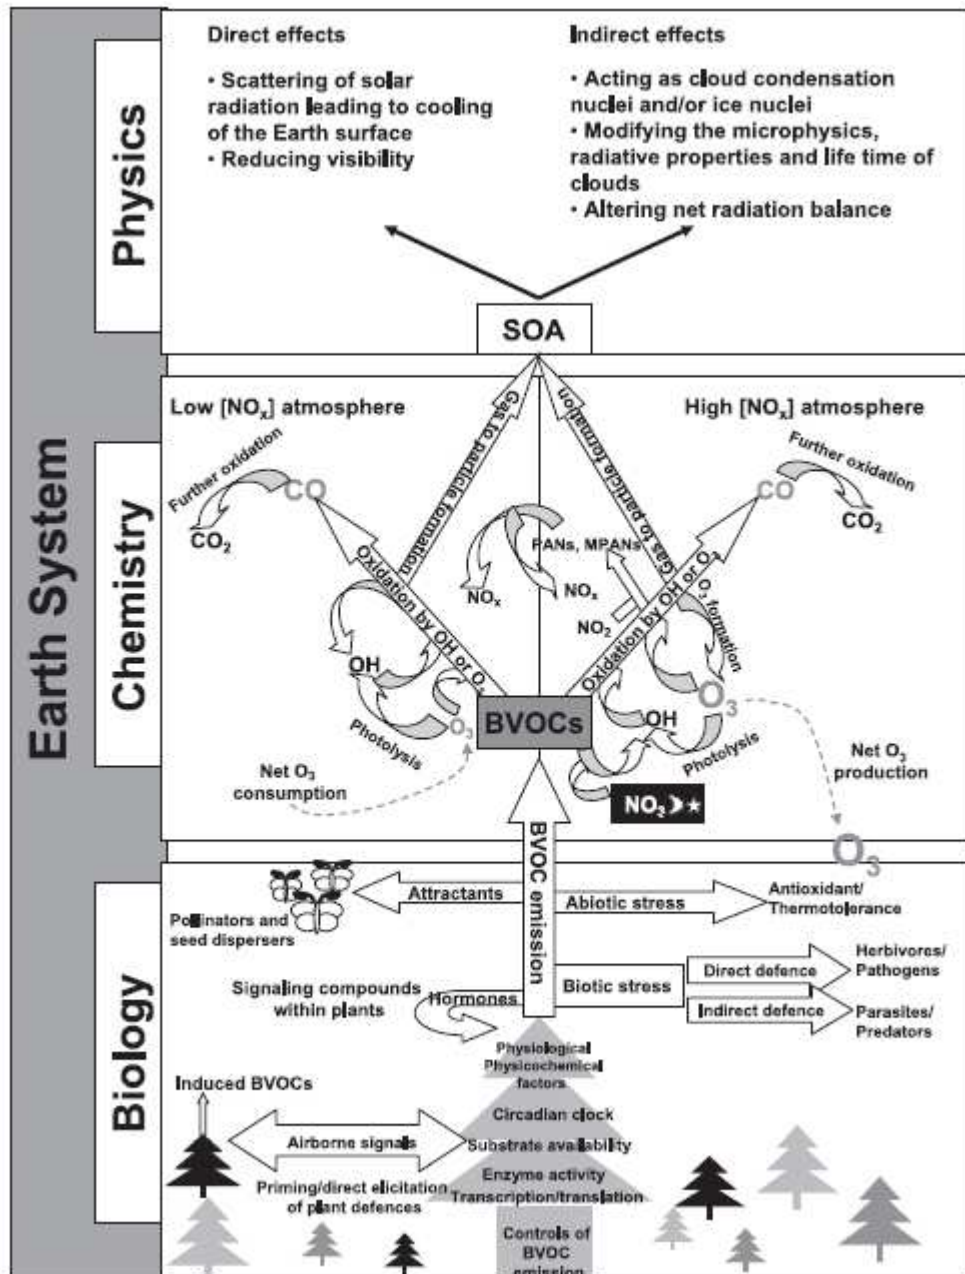 Earth System
Physics
Direct effects
• Scattering of solar
radiation leading to cooling
of the Earth surface
• Reducing visibility
Indirect effects
• Acting as cloud condensation
nuclei and/or ice nuclei
• Modifying the microphysics,
radiative properties and life time of
clouds
• Altering net radiation balance
SOA
Chemistry
Low [NOₓ] atmosphere
High [NOₓ] atmosphere
Further oxidation
CO
CO₂
Gas to particle formation
Oxidation by OH or O₃
OH
O₃
Photolysis
Net O₃
consumption
NOₓ
NOₓ
PANs, MPANs
NO₂
Gas to particle formation
Oxidation by OH or O₃
O₃ formation
CO
Further oxidation
CO₂
O₃
OH
Photolysis
BVOCs
NO₃
Net O₃
production
O₃
Biology
BVOC emission
Attractants
Pollinators and
seed dispersers
Abiotic stress
Antioxidant/
Thermotolerance
Biotic stress
Direct defence
Herbivores/
Pathogens
Indirect defence
Parasites/
Predators
Signaling compounds
within plants
Hormones
Physiological
Physicochemical
factors
Circadian clock
Substrate availability
Enzyme activity
Transcription/translation
Controls of
BVOC
emission
Induced BVOCs
Airborne signals
Priming/direct elicitation
of plant defences